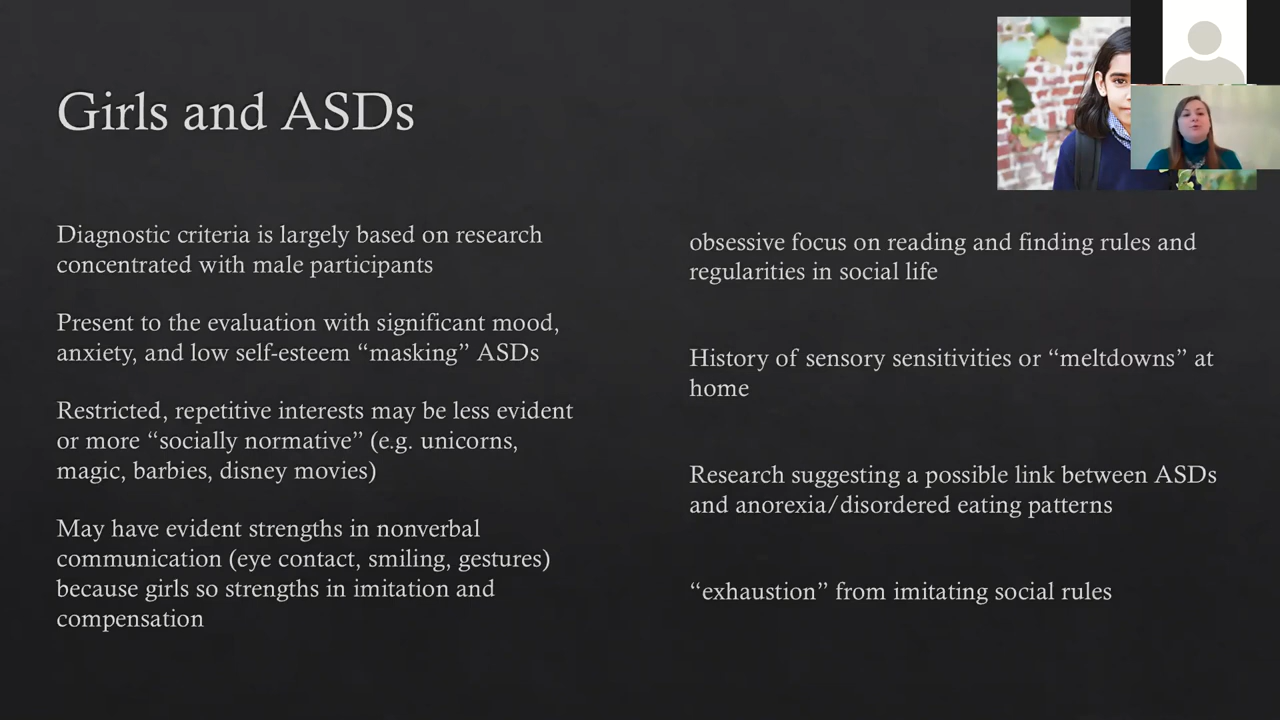 Girls and ASDs
Diagnostic criteria is largely based on research
concentrated with male participants
Present to the evaluation with significant mood,
anxiety, and low self-esteem “masking” ASDs
Restricted, repetitive interests may be less evident
or more “socially normative” (e.g. unicorns,
magic, barbies, disney movies)
May have evident strengths in nonverbal
communication (eye contact, smiling, gestures)
because girls so strengths in imitation and
compensation
obsessive focus on reading and finding rules and
regularities in social life
History of sensory sensitivities or “meltdowns” at
home
Research suggesting a possible link between ASDs
and anorexia/disordered eating patterns
“exhaustion” from imitating social rules